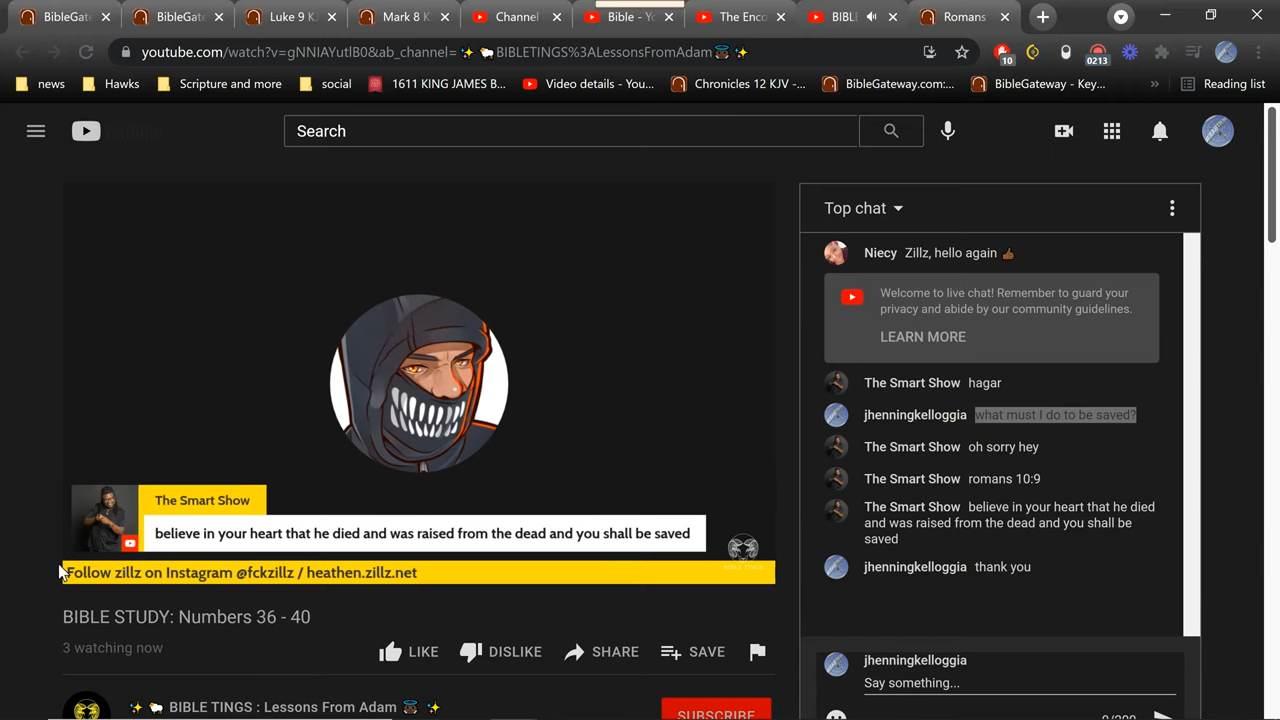 BibleGatew
BibleGatew
Luke 9 KJ
Mark 8 K
Channel
Bible - Yo
The Enco
BIBLE
Romans
youtube.com/watch?v=gNNIAYutlB0&ab_channel=✨🐑BIBLETINGS%3ALessonsFromAdam👼🏿✨
10
0213
news
Hawks
Scripture and more
social
1611 KING JAMES B...
Video details - You...
Chronicles 12 KJV -...
BibleGateway.com:...
BibleGateway - Key...
»
Reading list
Search
Top chat
Niecy Zillz, hello again 👍🏾
Welcome to live chat! Remember to guard your
privacy and abide by our community guidelines.
LEARN MORE
The Smart Show hagar
jhenningkelloggia what must I do to be saved?
The Smart Show oh sorry hey
The Smart Show romans 10:9
The Smart Show believe in your heart that he died
and was raised from the dead and you shall be
saved
jhenningkelloggia thank you
The Smart Show
believe in your heart that he died and was raised from the dead and you shall be saved
Follow zillz on Instagram @fckzillz / heathen.zillz.net
BIBLE STUDY: Numbers 36 - 40
3 watching now
LIKE
DISLIKE
SHARE
SAVE
jhenningkelloggia
Say something...
✨ 🐑 BIBLE TINGS : Lessons From Adam 👼🏿 ✨
SUBSCRIBE
0/200